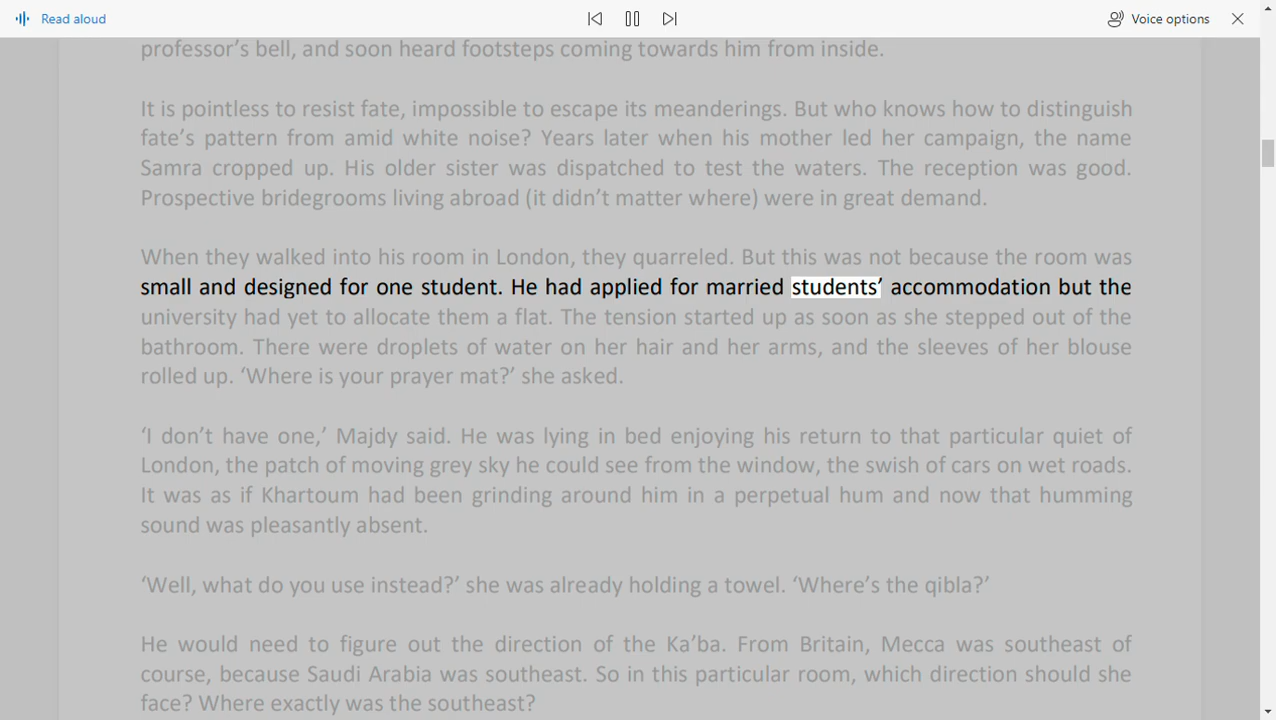 Read aloud
Voice options
professor’s bell, and soon heard footsteps coming towards him from inside.
It is pointless to resist fate, impossible to escape its meanderings. But who knows how to distinguish
fate’s pattern from amid white noise? Years later when his mother led her campaign, the name
Samra cropped up. His older sister was dispatched to test the waters. The reception was good.
Prospective bridegrooms living abroad (it didn’t matter where) were in great demand.
When they walked into his room in London, they quarreled. But this was not because the room was
small and designed for one student. He had applied for married students’ accommodation but the
university had yet to allocate them a flat. The tension started up as soon as she stepped out of the
bathroom. There were droplets of water on her hair and her arms, and the sleeves of her blouse
rolled up. ‘Where is your prayer mat?’ she asked.
‘I don’t have one,’ Majdy said. He was lying in bed enjoying his return to that particular quiet of
London, the patch of moving grey sky he could see from the window, the swish of cars on wet roads.
It was as if Khartoum had been grinding around him in a perpetual hum and now that humming
sound was pleasantly absent.
‘Well, what do you use instead?’ she was already holding a towel. ‘Where’s the qibla?’
He would need to figure out the direction of the Ka’ba. From Britain, Mecca was southeast of
course, because Saudi Arabia was southeast. So in this particular room, which direction should she
face? Where exactly was the southeast?